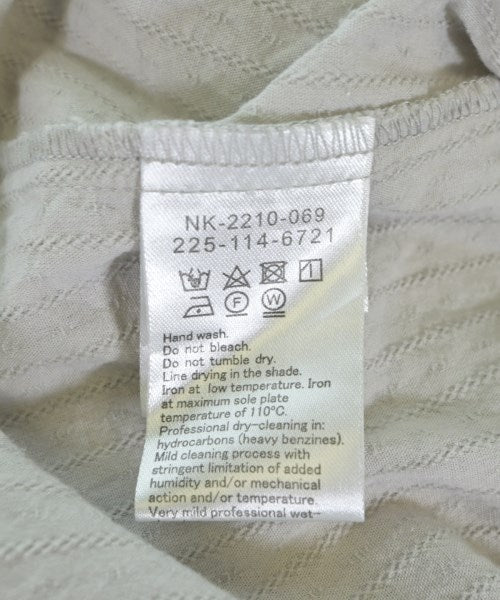 NK-2210-069
225-114-6721
F W
Hand wash.
Do not bleach.
Do not tumble dry.
Line drying in the shade.
Iron at low temperature. Iron
at maximum sole plate
temperature of 110°C.
Professional dry-cleaning in:
hydrocarbons (heavy benzines).
Mild cleaning process with
stringent limitation of added
humidity and/or mechanical
action and/or temperature.
Very mild professional wet-